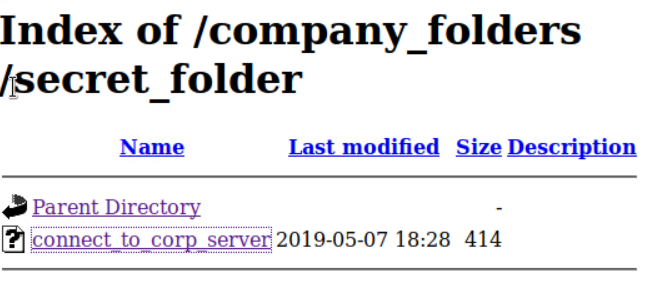 Index of /company_folders
/secret_folder
Name Last modified Size Description
Parent Directory -
connect_to_corp_server 2019-05-07 18:28 414